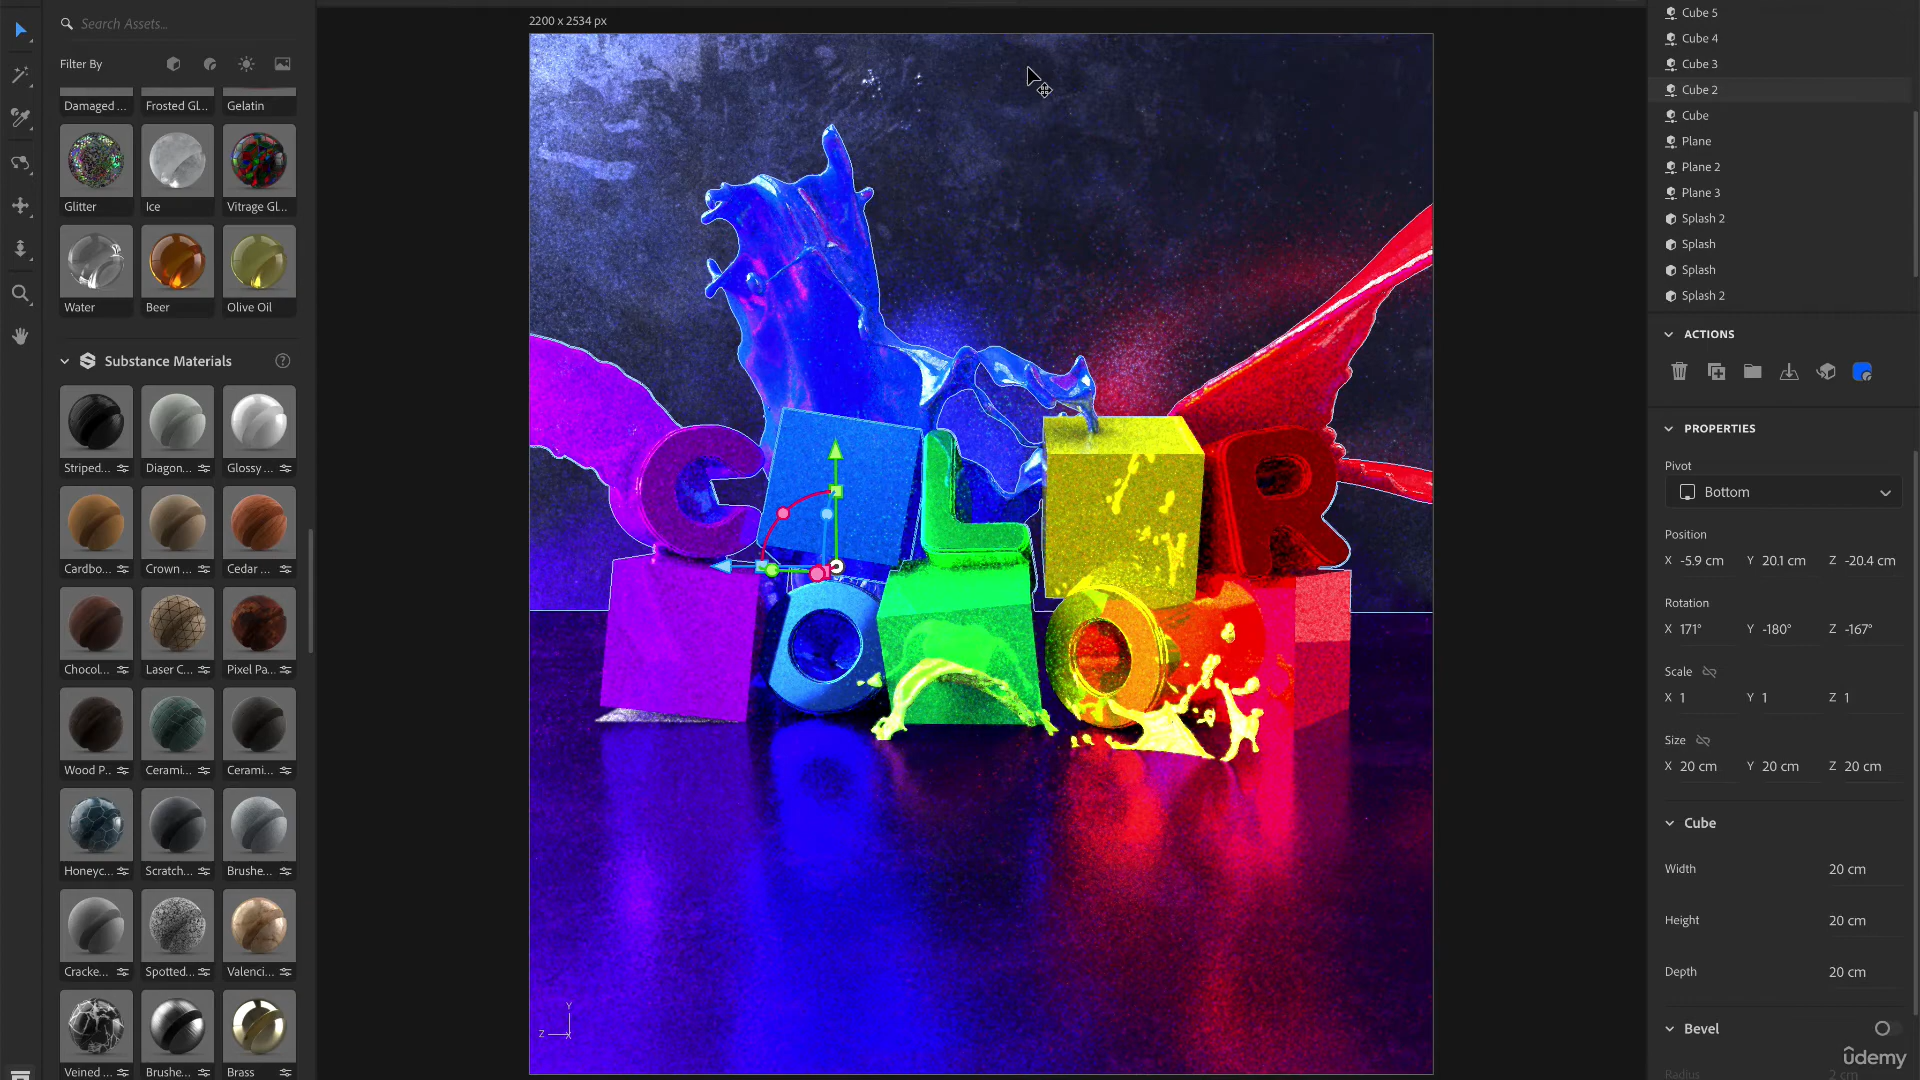 Search Assets...
Filter By
Damaged ...
Frosted Gl...
Gelatin
Glitter
Ice
Vitrage Gl...
Water
Beer
Olive Oil
Substance Materials
Striped...
Diagon...
Glossy ...
Cardbo...
Crown ...
Cedar ...
Chocol...
Laser C...
Pixel Pa...
Wood P...
Cerami...
Cerami...
Honeyc...
Scratch...
Brushe...
Cracke...
Spotted...
Valenci...
Veined ...
Brushe...
Brass
2200 x 2534 px
C L R
Y
Z
X
Cube 5
Cube 4
Cube 3
Cube 2
Cube
Plane
Plane 2
Plane 3
Splash 2
Splash
Splash
Splash 2
ACTIONS
PROPERTIES
Pivot
Bottom
Position
X -5.9 cm Y 20.1 cm Z -20.4 cm
Rotation
X 171° Y -180° Z -167°
Scale
X 1 Y 1 Z 1
Size
X 20 cm Y 20 cm Z 20 cm
Cube
Width 20 cm
Height 20 cm
Depth 20 cm
Bevel
Radius 2 cm
ûdemy